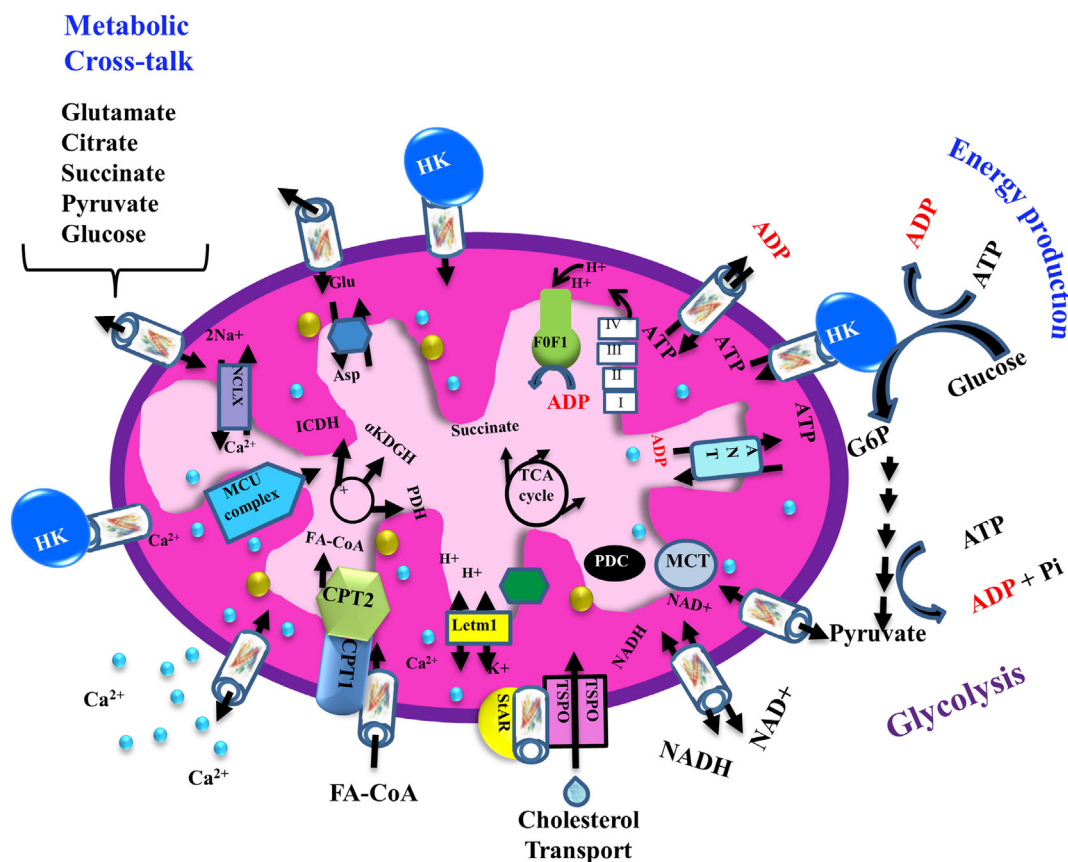 Metabolic
Cross-talk
Glutamate
Citrate
Succinate
Pyruvate
Glucose
HK
Energy production
ADP
ATP
Glucose
G6P
ADP
ATP
ATP
HK
ATP
Glu
Asp
2Na+
NCLX
Ca²⁺
H+
H+
F0F1
ADP
IV
III
II
I
ICDH
αKDGH
PDH
+
Succinate
TCA
cycle
ADP
ANT
MCU
complex
HK
Ca²⁺
FA-CoA
CPT2
CPT1
H+
H+
Letm1
Ca²⁺
K+
PDC
MCT
NAD+
NADH
StAR
TSPO
TSPO
ATP
ADP + Pi
Pyruvate
Glycolysis
NAD+
NADH
Ca²⁺
Ca²⁺
FA-CoA
Cholesterol
Transport